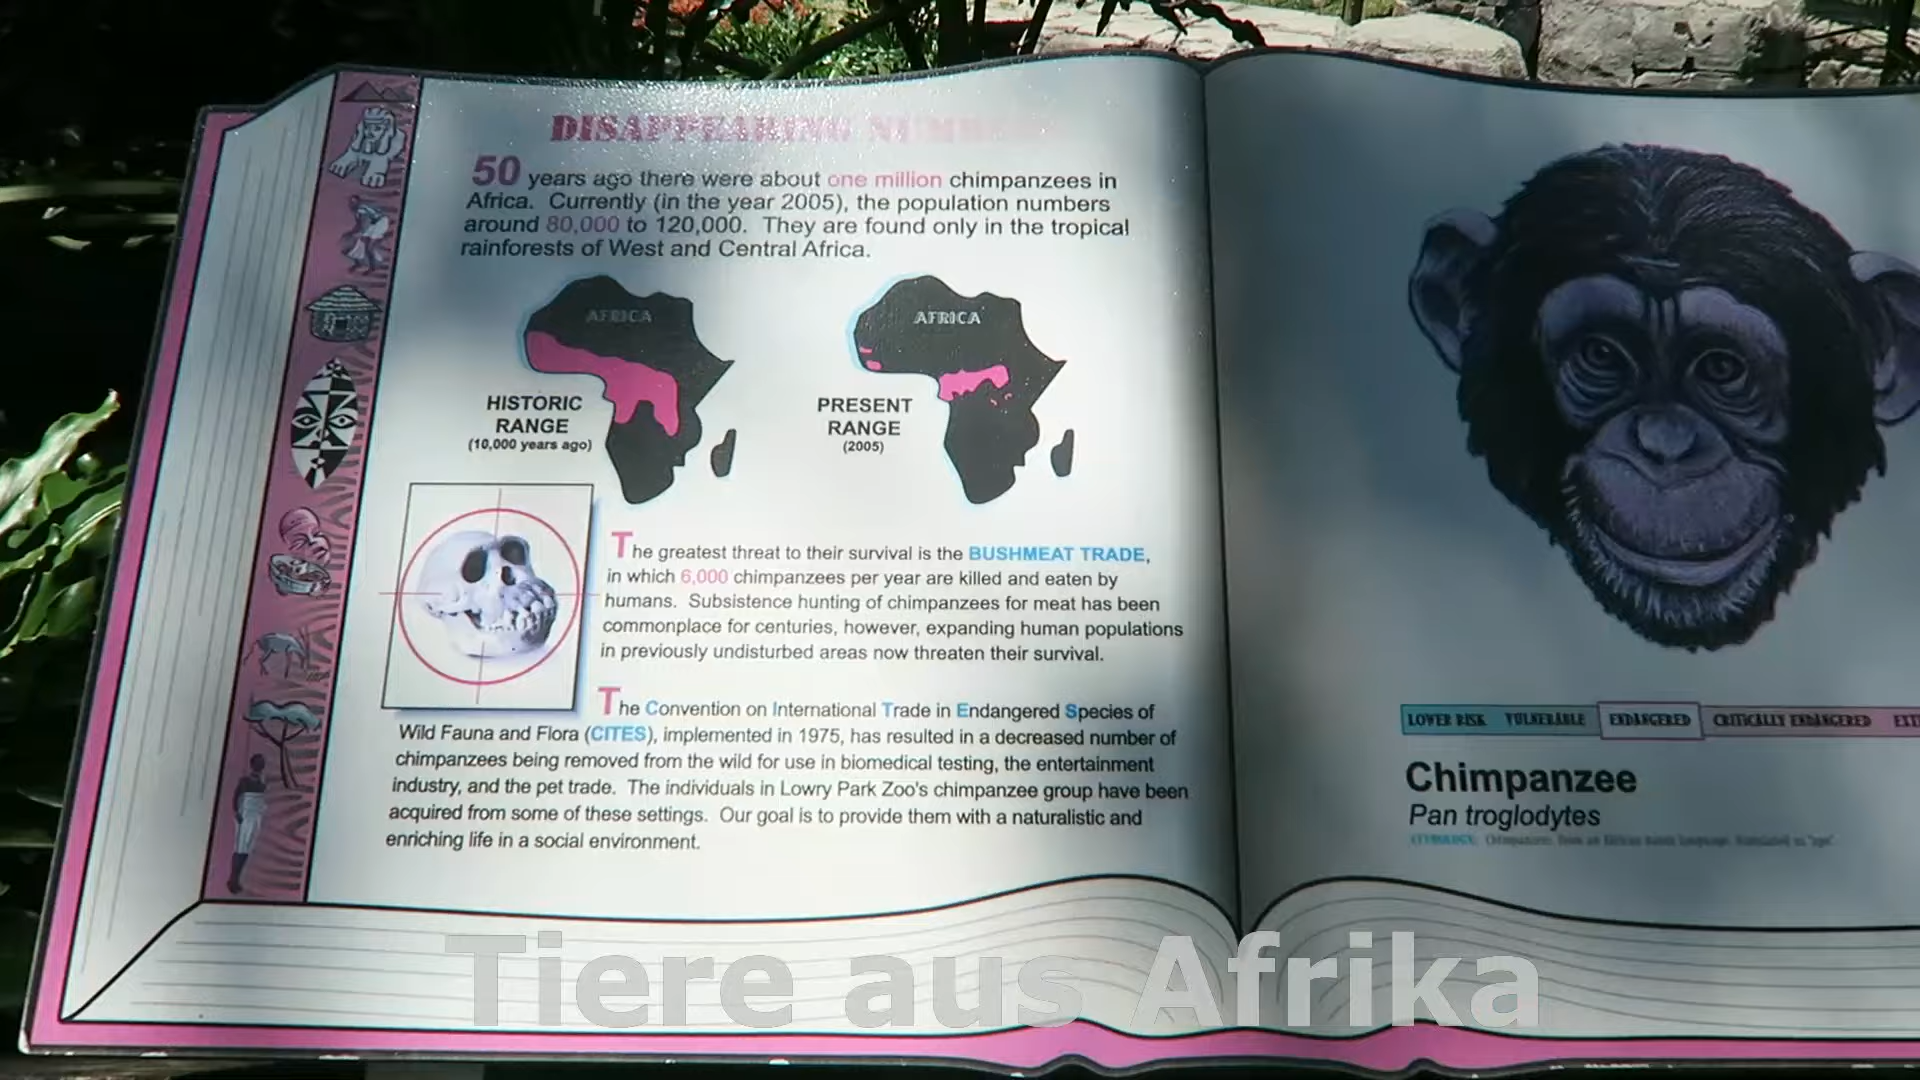 DISAPPEARING
50 years ago there were about one million chimpanzees in
Africa. Currently (in the year 2005), the population numbers
around 80,000 to 120,000. They are found only in the tropical
rainforests of West and Central Africa.
AFRICA
HISTORIC
RANGE
(10,000 years ago)
AFRICA
PRESENT
RANGE
(2005)
The greatest threat to their survival is the BUSHMEAT TRADE,
in which 6,000 chimpanzees per year are killed and eaten by
humans. Subsistence hunting of chimpanzees for meat has been
commonplace for centuries, however, expanding human populations
in previously undisturbed areas now threaten their survival.
The Convention on International Trade in Endangered Species of
Wild Fauna and Flora (CITES), implemented in 1975, has resulted in a decreased number of
chimpanzees being removed from the wild for use in biomedical testing, the entertainment
industry, and the pet trade. The individuals in Lowry Park Zoo's chimpanzee group have been
acquired from some of these settings. Our goal is to provide them with a naturalistic and
enriching life in a social environment.
LOWER RISK VULNERABLE ENDANGERED CRITICALLY ENDANGERED
Chimpanzee
Pan troglodytes
Tiere aus Afrika